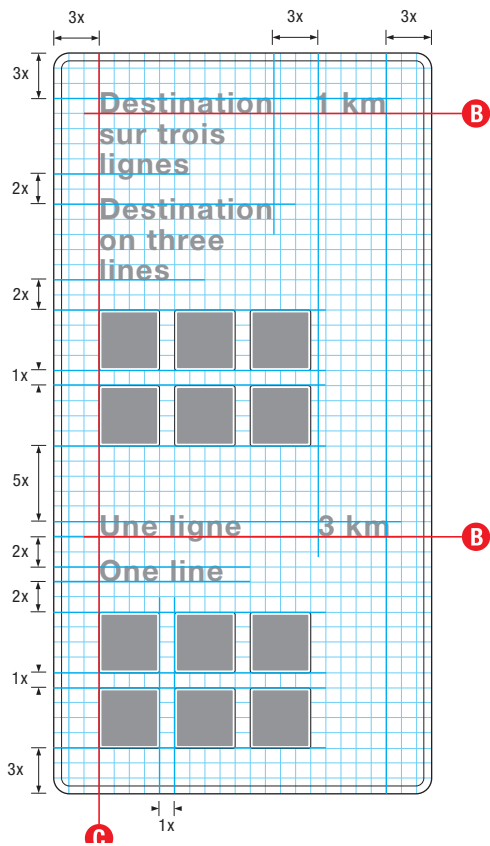 3x 3x 3x
3x
Destination 1 km
B
sur trois
lignes
2x
Destination
on three
lines
2x
1x
5x
Une ligne 3 km
B
2x
One line
2x
1x
3x
1x
C